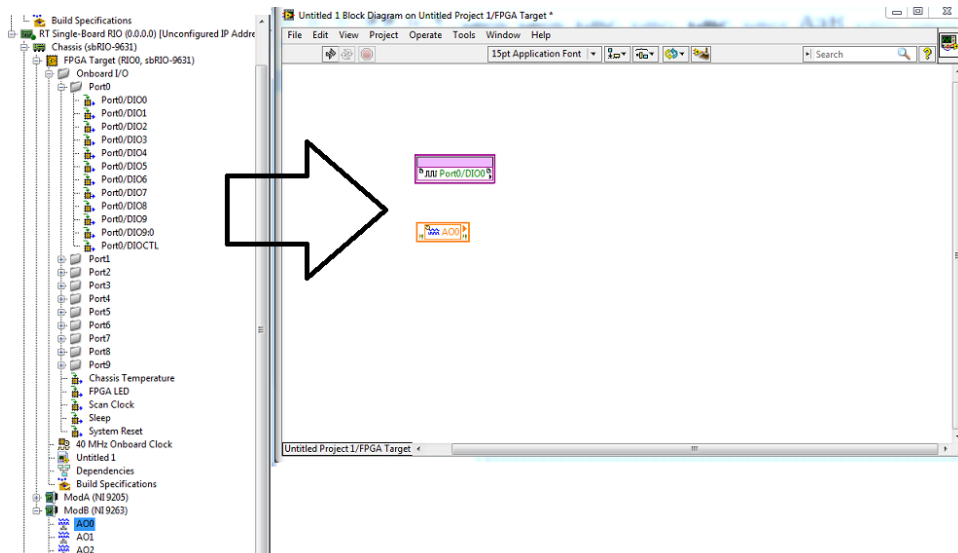 Build Specifications
RT Single-Board RIO (0.0.0.0) [Unconfigured IP Addre
Chassis (sbRIO-9631)
FPGA Target (RIO0, sbRIO-9631)
Onboard I/O
Port0
Port0/DIO0
Port0/DIO1
Port0/DIO2
Port0/DIO3
Port0/DIO4
Port0/DIO5
Port0/DIO6
Port0/DIO7
Port0/DIO8
Port0/DIO9
Port0/DIO9:0
Port0/DIOCTL
Port1
Port2
Port3
Port4
Port5
Port6
Port7
Port8
Port9
Chassis Temperature
FPGA LED
Scan Clock
Sleep
System Reset
40 MHz Onboard Clock
Untitled 1
Dependencies
Build Specifications
ModA (NI 9205)
ModB (NI 9263)
AO0
AO1
AO2
Untitled 1 Block Diagram on Untitled Project 1/FPGA Target *
File Edit View Project Operate Tools Window Help
15pt Application Font
Search
Port0/DIO0
AO0
Untitled Project 1/FPGA Target